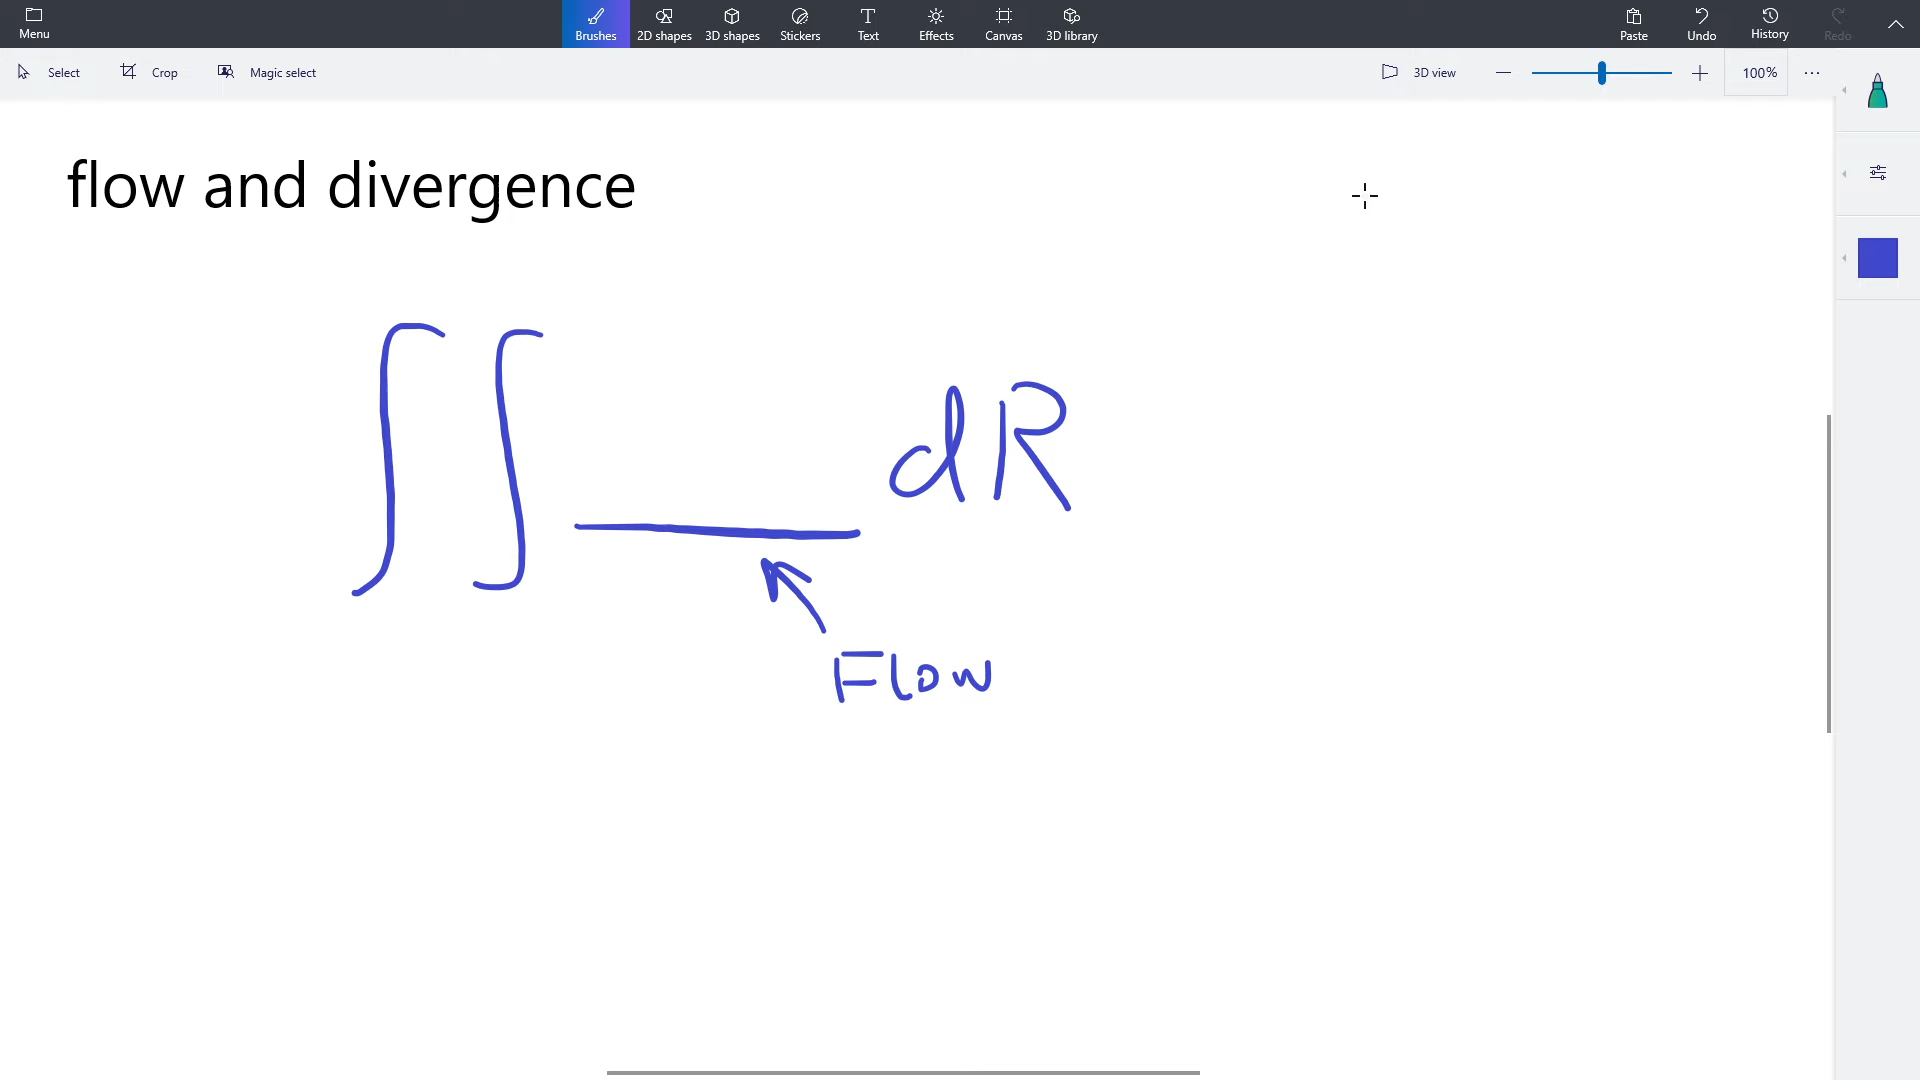 Menu Brushes 2D shapes 3D shapes Stickers Text Effects Canvas 3D library Paste Undo History Redo
Select Crop Magic select 3D view 100%
flow and divergence
∫∫ ___ dR
Flow